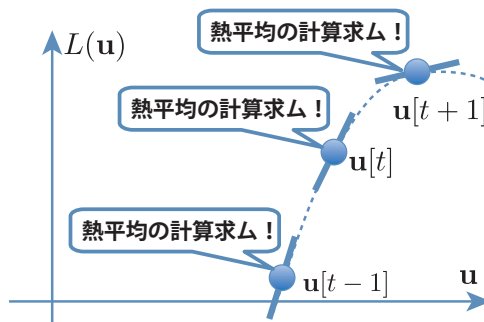 熱平均の計算求ム！
L(u)
u[t + 1]
熱平均の計算求ム！
u[t]
熱平均の計算求ム！
u[t − 1]
u